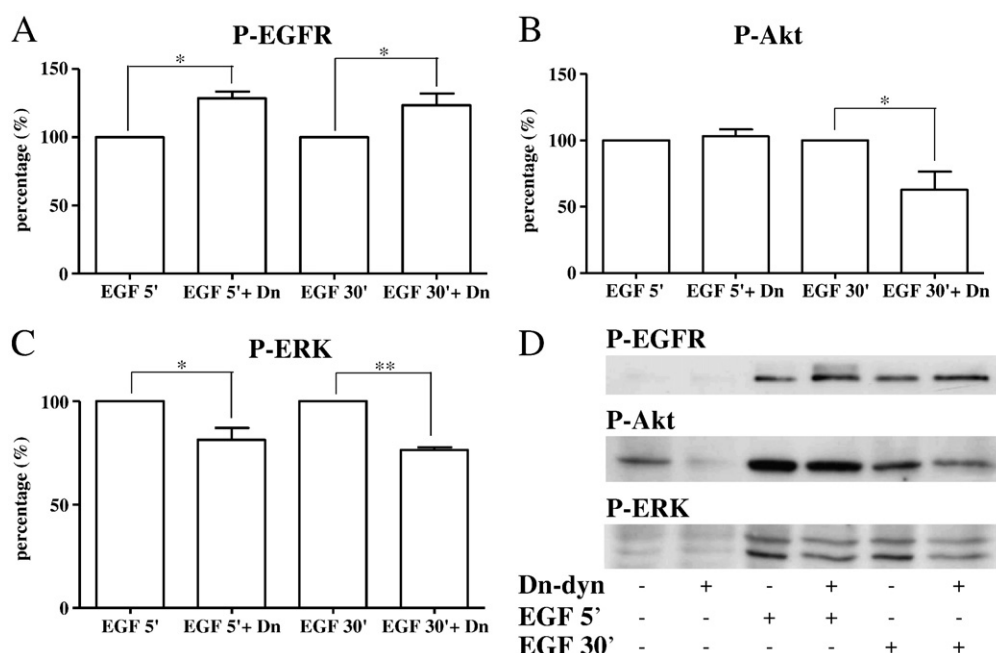 A
P-EGFR
percentage (%)
150
100
50
0
*
*
EGF 5' EGF 5'+ Dn EGF 30' EGF 30'+ Dn
B
P-Akt
percentage (%)
150
100
50
0
*
EGF 5' EGF 5'+ Dn EGF 30' EGF 30'+ Dn
C
P-ERK
percentage (%)
100
50
0
*
**
EGF 5' EGF 5'+ Dn EGF 30' EGF 30'+ Dn
D
P-EGFR
P-Akt
P-ERK
Dn-dyn - + - + - +
EGF 5’ - - + + - -
EGF 30’ - - - - + +